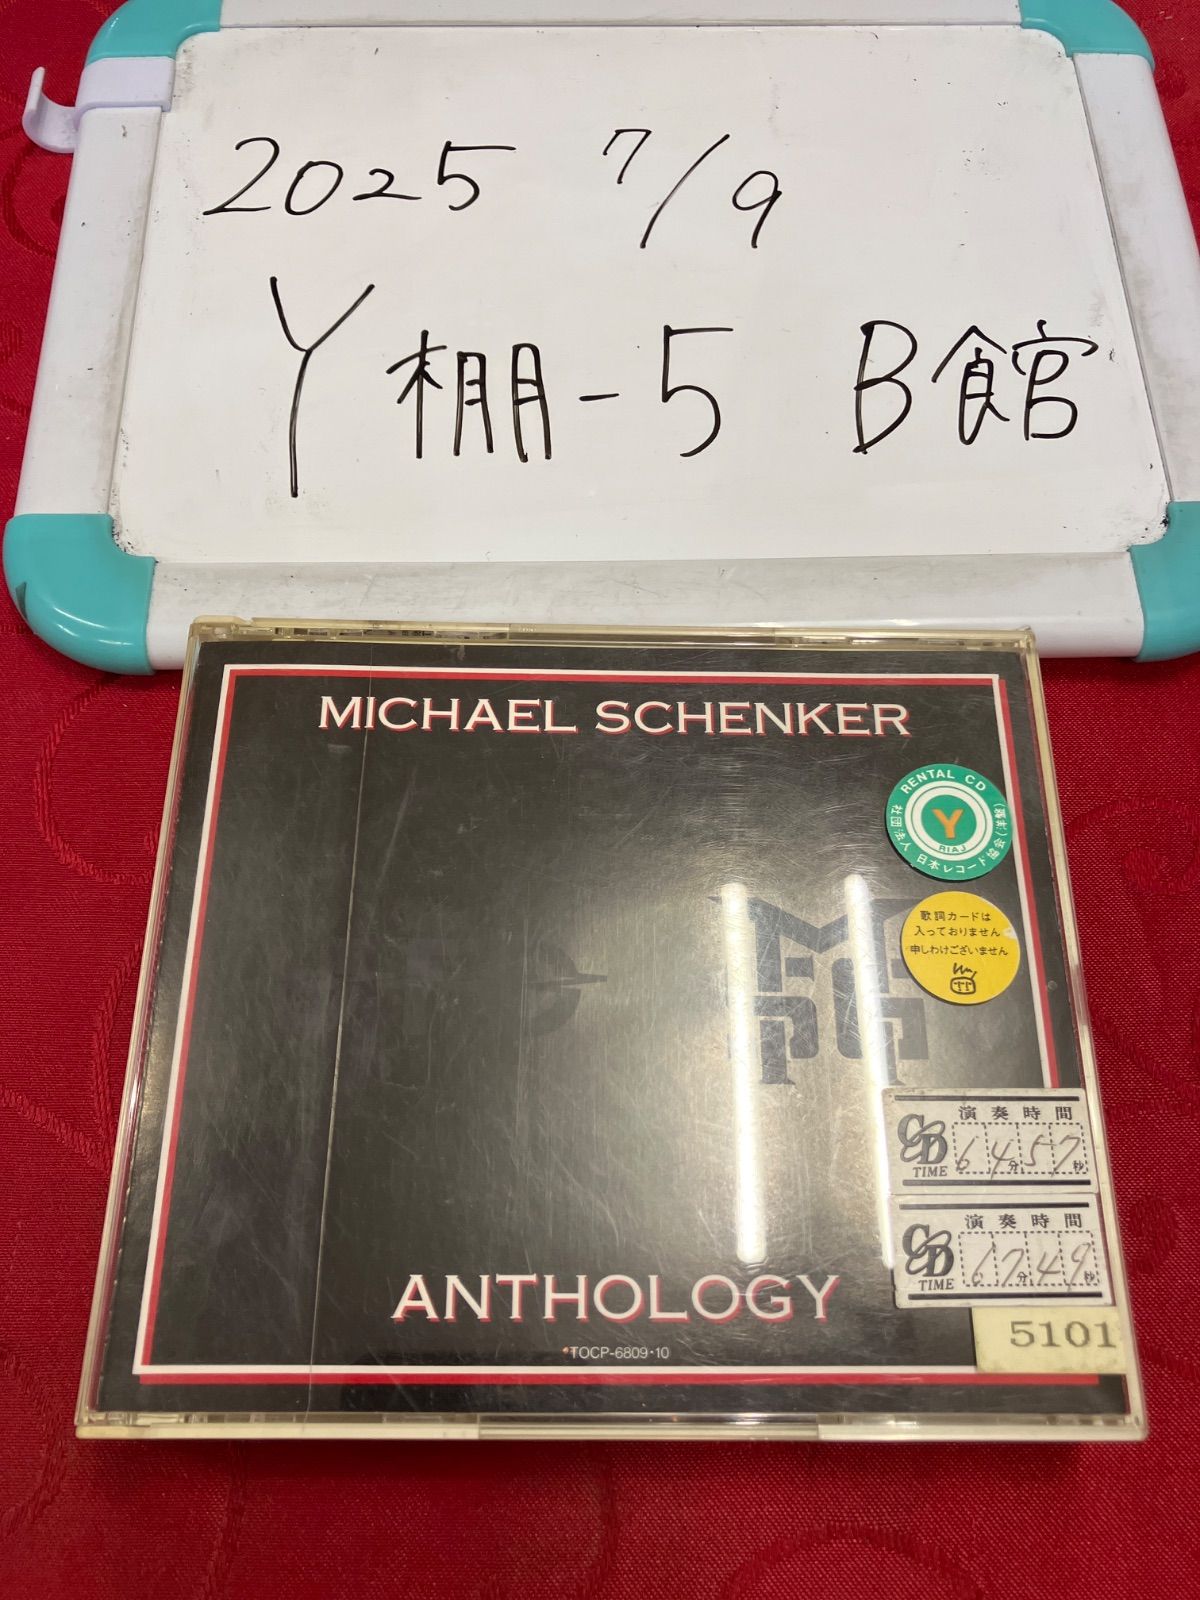 2025 7/9
Y棚-5 B館
MICHAEL SCHENKER
RENTAL CD
Y
RIAJ
社団法人 日本レコード協会
歌詞カードは
入っておりません
申しわけございません
MSG
演奏時間
CD TIME 64分57秒
演奏時間
CD TIME 67分49秒
ANTHOLOGY
5101
TOCP-6809・10